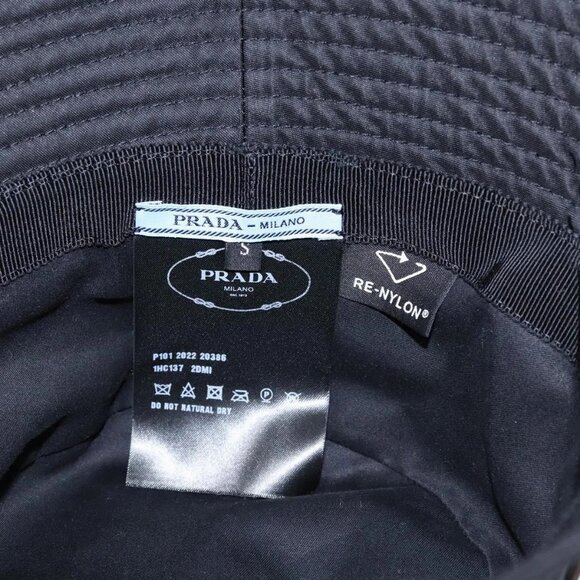 PRADA - MILANO
S
PRADA
MILANO
DAL 1913
P101 2022 20386
1HC137 2DMI
DO NOT NATURAL DRY
RE-NYLON®